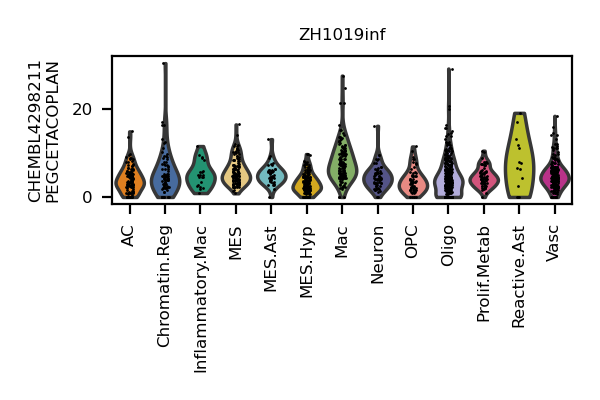 ZH1019inf
CHEMBL4298211
PEGCETACOPLAN
20
0
AC
Chromatin.Reg
Inflammatory.Mac
MES
MES.Ast
MES.Hyp
Mac
Neuron
OPC
Oligo
Prolif.Metab
Reactive.Ast
Vasc